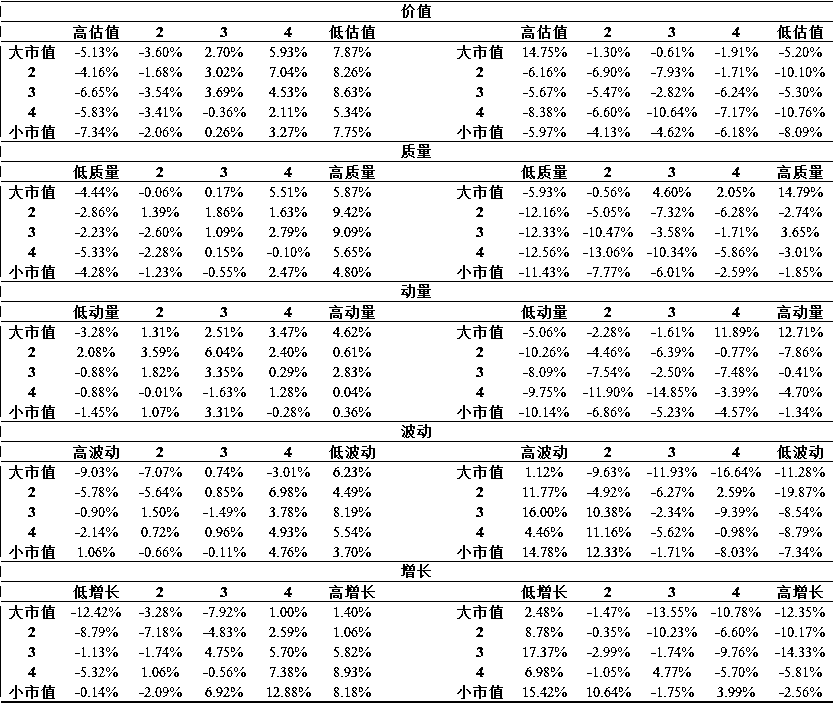 价值
高估值 2 3 4 低估值 高估值 2 3 4 低估值
大市值 -5.13% -3.60% 2.70% 5.93% 7.87% 大市值 14.75% -1.30% -0.61% -1.91% -5.20%
2 -4.16% -1.68% 3.02% 7.04% 8.26% 2 -6.16% -6.90% -7.93% -1.71% -10.10%
3 -6.65% -3.54% 3.69% 4.53% 8.63% 3 -5.67% -5.47% -2.82% -6.24% -5.30%
4 -5.83% -3.41% -0.36% 2.11% 5.34% 4 -8.38% -6.60% -10.64% -7.17% -10.76%
小市值 -7.34% -2.06% 0.26% 3.27% 7.75% 小市值 -5.97% -4.13% -4.62% -6.18% -8.09%
质量
低质量 2 3 4 高质量 低质量 2 3 4 高质量
大市值 -4.44% -0.06% 0.17% 5.51% 5.87% 大市值 -5.93% -0.56% 4.60% 2.05% 14.79%
2 -2.86% 1.39% 1.86% 1.63% 9.42% 2 -12.16% -5.05% -7.32% -6.28% -2.74%
3 -2.23% -2.60% 1.09% 2.79% 9.09% 3 -12.33% -10.47% -3.58% -1.71% 3.65%
4 -5.33% -2.28% 0.15% -0.10% 5.65% 4 -12.56% -13.06% -10.34% -5.86% -3.01%
小市值 -4.28% -1.23% -0.55% 2.47% 4.80% 小市值 -11.43% -7.77% -6.01% -2.59% -1.85%
动量
低动量 2 3 4 高动量 低动量 2 3 4 高动量
大市值 -3.28% 1.31% 2.51% 3.47% 4.62% 大市值 -5.06% -2.28% -1.61% 11.89% 12.71%
2 2.08% 3.59% 6.04% 2.40% 0.61% 2 -10.26% -4.46% -6.39% -0.77% -7.86%
3 -0.88% 1.82% 3.35% 0.29% 2.83% 3 -8.09% -7.54% -2.50% -7.48% -0.41%
4 -0.88% -0.01% -1.63% 1.28% 0.04% 4 -9.75% -11.90% -14.85% -3.39% -4.70%
小市值 -1.45% 1.07% 3.31% -0.28% 0.36% 小市值 -10.14% -6.86% -5.23% -4.57% -1.34%
波动
高波动 2 3 4 低波动 高波动 2 3 4 低波动
大市值 -9.03% -7.07% 0.74% -3.01% 6.23% 大市值 1.12% -9.63% -11.93% -16.64% -11.28%
2 -5.78% -5.64% 0.85% 6.98% 4.49% 2 11.77% -4.92% -6.27% 2.59% -19.87%
3 -0.90% 1.50% -1.49% 3.78% 8.19% 3 16.00% 10.38% -2.34% -9.39% -8.54%
4 -2.14% 0.72% 0.96% 4.93% 5.54% 4 4.46% 11.16% -5.62% -0.98% -8.79%
小市值 1.06% -0.66% -0.11% 4.76% 3.70% 小市值 14.78% 12.33% -1.71% -8.03% -7.34%
增长
低增长 2 3 4 高增长 低增长 2 3 4 高增长
大市值 -12.42% -3.28% -7.92% 1.00% 1.40% 大市值 2.48% -1.47% -13.55% -10.78% -12.35%
2 -8.79% -7.18% -4.83% 2.59% 1.06% 2 8.78% -0.35% -10.23% -6.60% -10.17%
3 -1.13% -1.74% 4.75% 5.70% 5.82% 3 17.37% -2.99% -1.74% -9.76% -14.33%
4 -5.32% 1.06% -0.56% 7.38% 8.93% 4 6.98% -1.05% 4.77% -5.70% -5.81%
小市值 -0.14% -2.09% 6.92% 12.88% 8.18% 小市值 15.42% 10.64% -1.75% 3.99% -2.56%